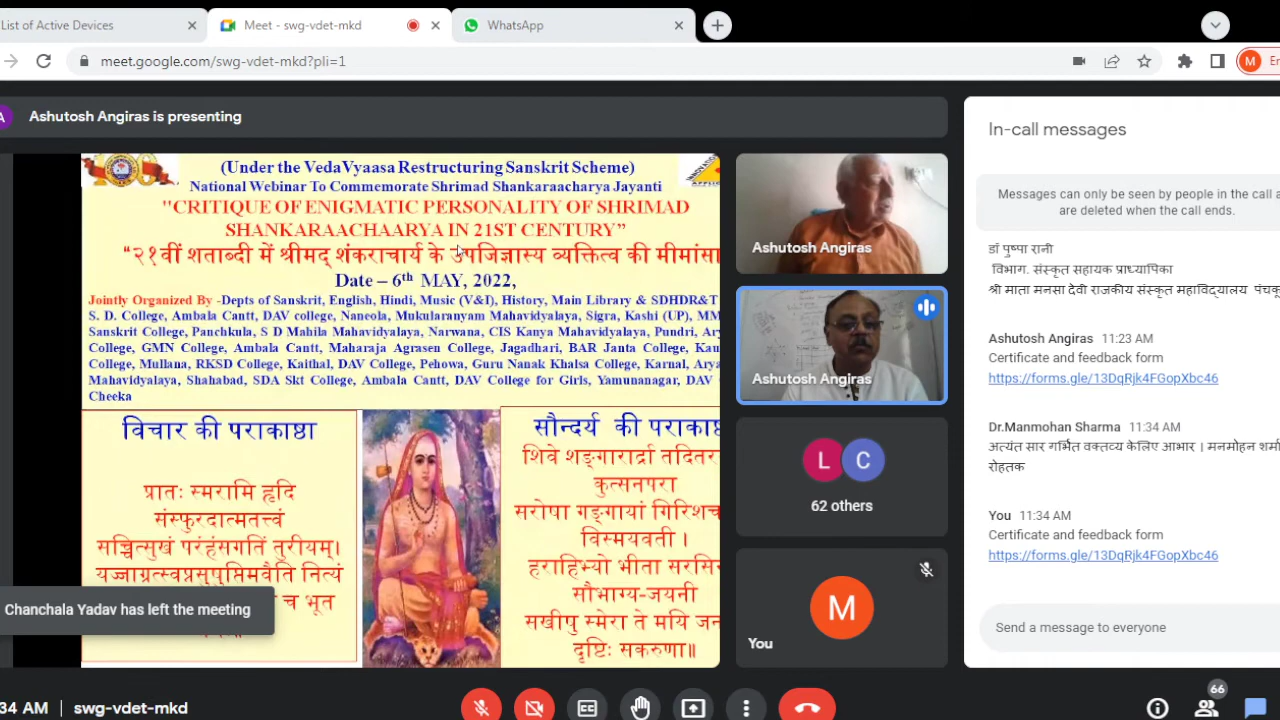 List of Active Devices
Meet - swg-vdet-mkd
WhatsApp
meet.google.com/swg-vdet-mkd?pli=1
M
Ashutosh Angiras is presenting
(Under the VedaVyaasa Restructuring Sanskrit Scheme)
National Webinar To Commemorate Shrimad Shankaraacharya Jayanti
"CRITIQUE OF ENIGMATIC PERSONALITY OF SHRIMAD
SHANKARAACHAARYA IN 21ST CENTURY”
“२१वीं शताब्दी में श्रीमद् शंकराचार्य के उपजिज्ञास्य व्यक्तित्व की मीमांसा
Date – 6th MAY, 2022,
Jointly Organized By -Depts of Sanskrit, English, Hindi, Music (V&I), History, Main Library & SDHDR&T
S. D. College, Ambala Cantt, DAV college, Naneola, Mukularanyam Mahavidyalaya, Sigra, Kashi (UP), MM
Sanskrit College, Panchkula, S D Mahila Mahavidyalaya, Narwana, CIS Kanya Mahavidyalaya, Pundri, Ary
College, GMN College, Ambala Cantt, Maharaja Agrasen College, Jagadhari, BAR Janta College, Kau
College, Mullana, RKSD College, Kaithal, DAV College, Pehowa, Guru Nanak Khalsa College, Karnal, Arya
Mahavidyalaya, Shahabad, SDA Skt College, Ambala Cantt, DAV College for Girls, Yamunanagar, DAV
Cheeka
विचार की पराकाष्ठा
प्रातः स्मरामि हृदि
संस्फुरदात्मतत्त्वं
सच्चित्सुखं परंहंसगतिं तुरीयम्।
यज्जाग्रत्स्वप्नसुषुप्तिमवैति नित्यं
च भूत
सौन्दर्य की पराकाष्ठ
शिवे शङ्गारार्द्रा तदितर
कुत्सनपरा
सरोषा गङ्गायां गिरिशच
विस्मयवती ।
हराहिभ्यो भीता सरसि
सौभाग्य-जयनी
सखीषु स्मेरा ते मयि जन
दृष्टिः सकरुणा॥
Chanchala Yadav has left the meeting
Ashutosh Angiras
Ashutosh Angiras
L C
62 others
M
You
In-call messages
Messages can only be seen by people in the call a
are deleted when the call ends.
डॉ पुष्पा रानी
विभाग. संस्कृत सहायक प्राध्यापिका
श्री माता मनसा देवी राजकीय संस्कृत महाविद्यालय पंचकू
Ashutosh Angiras 11:23 AM
Certificate and feedback form
https://forms.gle/13DqRjk4FGopXbc46
Dr.Manmohan Sharma 11:34 AM
अत्यंत सार गर्भित वक्तव्य केलिए आभार । मनमोहन शर्मा
रोहतक
You 11:34 AM
Certificate and feedback form
https://forms.gle/13DqRjk4FGopXbc46
Send a message to everyone
34 AM | swg-vdet-mkd
66